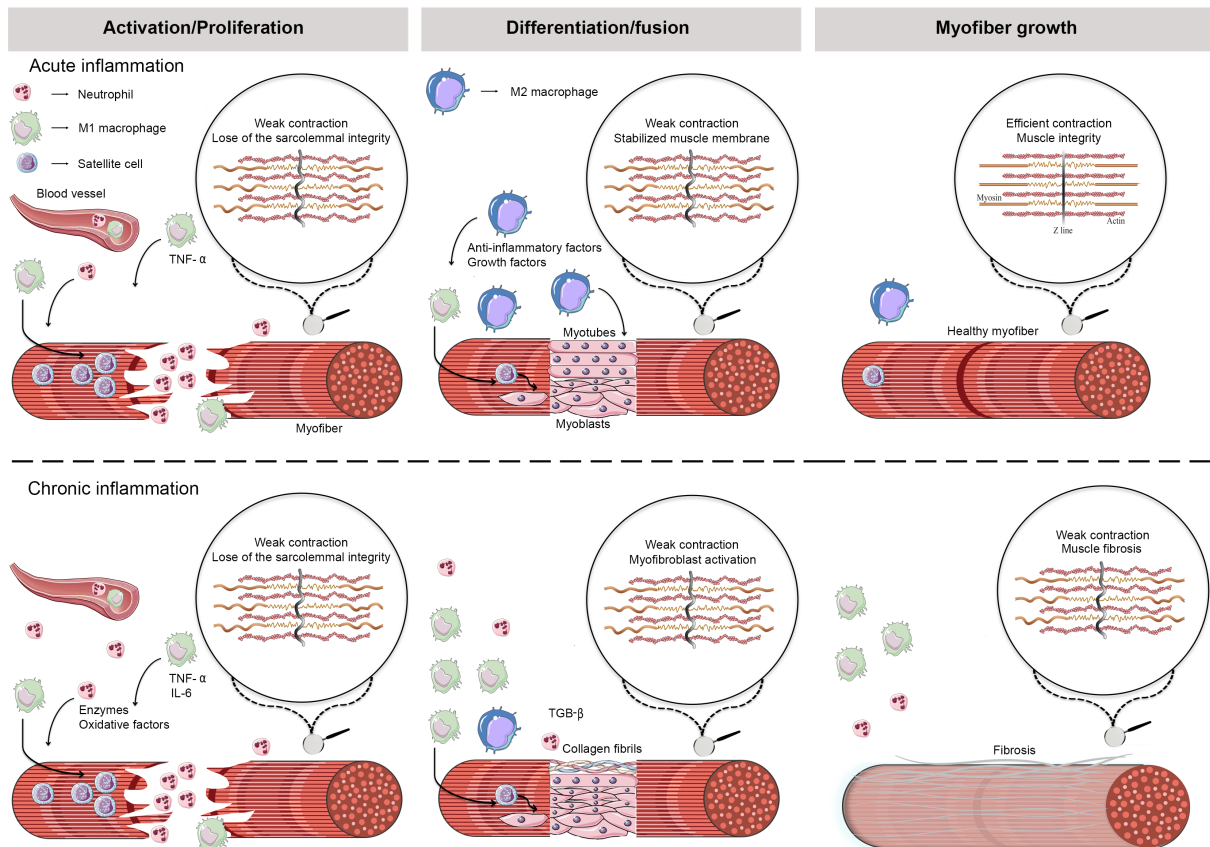 Activation/Proliferation
Differentiation/fusion
Myofiber growth
Acute inflammation
Neutrophil
M1 macrophage
Satellite cell
Blood vessel
TNF- α
Weak contraction
Lose of the sarcolemmal integrity
Myofiber
M2 macrophage
Weak contraction
Stabilized muscle membrane
Anti-inflammatory factors
Growth factors
Myotubes
Myoblasts
Efficient contraction
Muscle integrity
Myosin
Actin
Z line
Healthy myofiber
Chronic inflammation
Weak contraction
Lose of the sarcolemmal integrity
TNF- α
IL-6
Enzymes
Oxidative factors
Weak contraction
Myofibroblast activation
TGB-β
Collagen fibrils
Weak contraction
Muscle fibrosis
Fibrosis